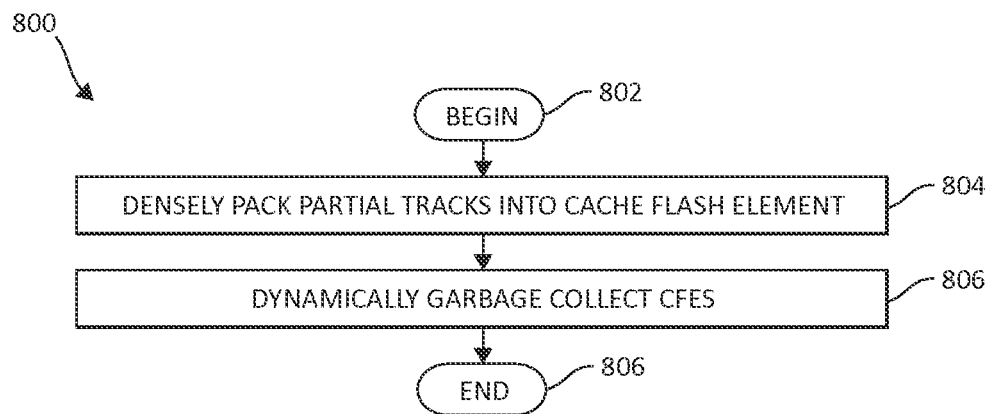 800
BEGIN
802
DENSELY PACK PARTIAL TRACKS INTO CACHE FLASH ELEMENT
804
DYNAMICALLY GARBAGE COLLECT CFES
806
END
806